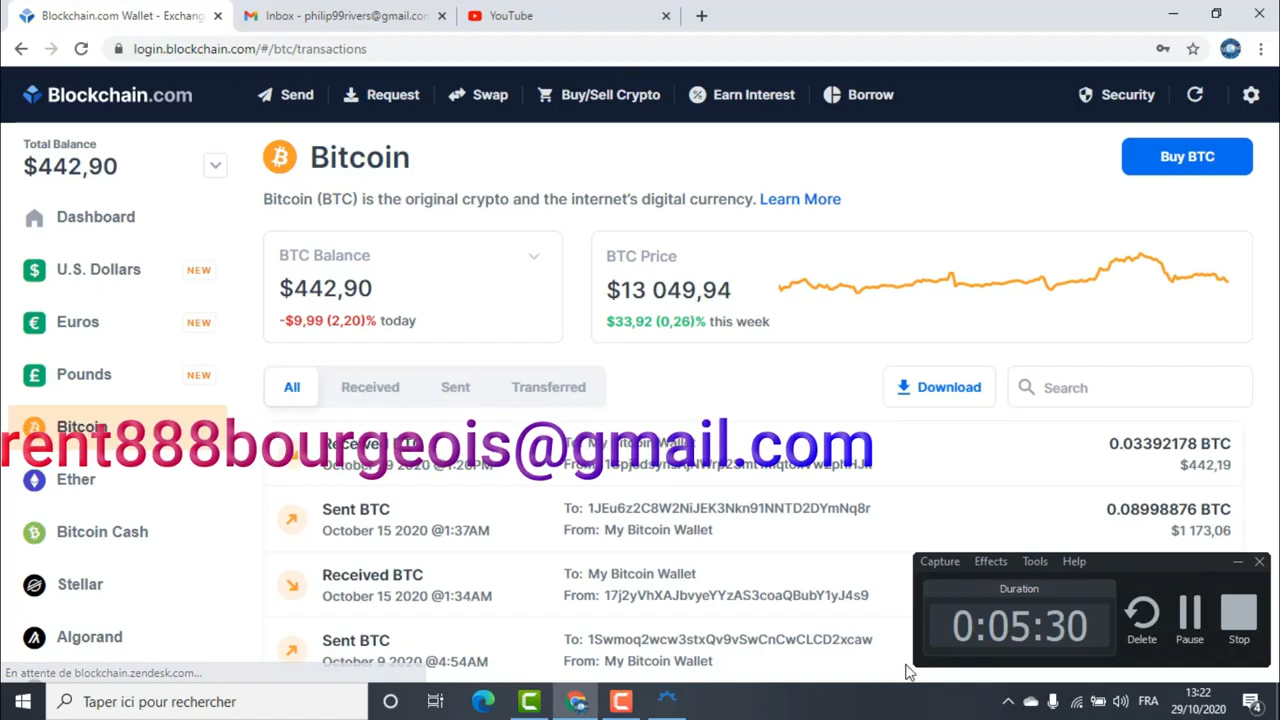 Blockchain.com Wallet - Exchang
Inbox - philip99rivers@gmail.con
YouTube
login.blockchain.com/#/btc/transactions
Blockchain.com
Send
Request
Swap
Buy/Sell Crypto
Earn Interest
Borrow
Security
Total Balance
$442,90
Dashboard
U.S. Dollars NEW
Euros NEW
Pounds NEW
Bitcoin
Ether
Bitcoin Cash
Stellar
Algorand
Bitcoin
Buy BTC
Bitcoin (BTC) is the original crypto and the internet's digital currency. Learn More
BTC Balance
$442,90
-$9,99 (2,20)% today
BTC Price
$13 049,94
$33,92 (0,26)% this week
All Received Sent Transferred
Download
Search
rent888bourgeois@gmail.com
0.03392178 BTC
$442,19
Sent BTC
October 15 2020 @1:37AM
To: 1JEu6z2C8W2NiJEK3Nkn91NNTD2DYmNq8r
From: My Bitcoin Wallet
0.08998876 BTC
$1 173,06
Received BTC
October 15 2020 @1:34AM
To: My Bitcoin Wallet
From: 17j2yVhXAJbvyeYYzAS3coaQBubY1yJ4s9
Sent BTC
October 9 2020 @4:54AM
To: 1Swmoq2wcw3stxQv9vSwCnCwCLCD2xcaw
From: My Bitcoin Wallet
Capture Effects Tools Help
Duration
0:05:30
Delete
Pause
Stop
En attente de blockchain.zendesk.com...
Taper ici pour rechercher
FRA
13:22
29/10/2020
4